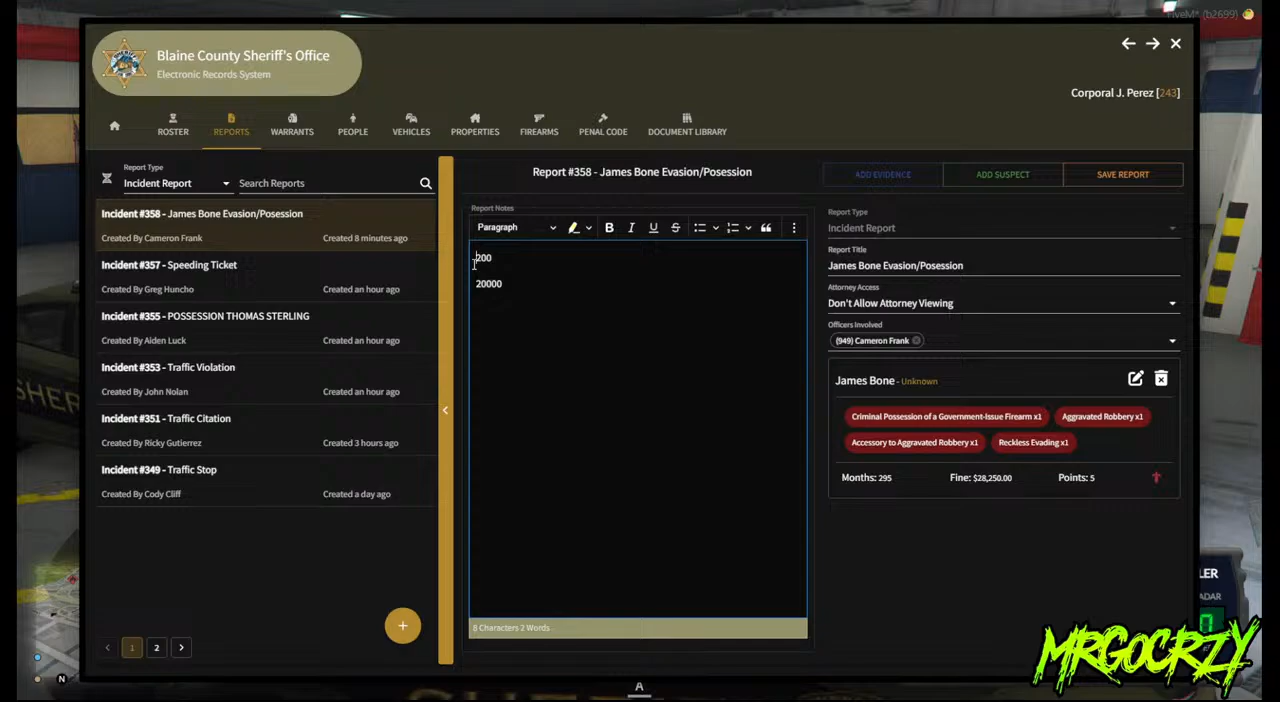 FiveM* (b2699)
Blaine County Sheriff's Office
Electronic Records System
Corporal J. Perez [243]
ROSTER
REPORTS
WARRANTS
PEOPLE
VEHICLES
PROPERTIES
FIREARMS
PENAL CODE
DOCUMENT LIBRARY
Report Type
Incident Report
Search Reports
Incident #358 - James Bone Evasion/Posession
Created By Cameron Frank
Created 8 minutes ago
Incident #357 - Speeding Ticket
Created By Greg Huncho
Created an hour ago
Incident #355 - POSSESSION THOMAS STERLING
Created By Aiden Luck
Created an hour ago
Incident #353 - Traffic Violation
Created By John Nolan
Created an hour ago
Incident #351 - Traffic Citation
Created By Ricky Gutierrez
Created 3 hours ago
Incident #349 - Traffic Stop
Created By Cody Cliff
Created a day ago
1
2
Report #358 - James Bone Evasion/Posession
ADD EVIDENCE
ADD SUSPECT
SAVE REPORT
Report Notes
Paragraph
B I U S
200
20000
8 Characters 2 Words
Report Type
Incident Report
Report Title
James Bone Evasion/Posession
Attorney Access
Don't Allow Attorney Viewing
Officers Involved
(949) Cameron Frank
James Bone - Unknown
Criminal Possession of a Government-Issue Firearm x1
Aggravated Robbery x1
Accessory to Aggravated Robbery x1
Reckless Evading x1
Months: 295
Fine: $28,250.00
Points: 5
N
A
LER
ADAR
MRGOCRZY